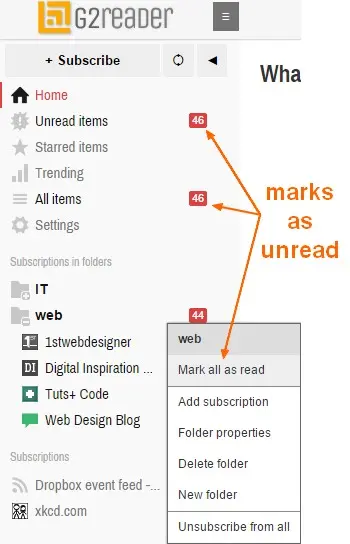 G2reader
☰
+ Subscribe
Wha
Home
Unread items 46
Starred items
Trending
All items 46
Settings
marks
as
unread
Subscriptions in folders
IT
web 44
1st 1stwebdesigner
DI Digital Inspiration ...
Tuts+ Code
Web Design Blog
Subscriptions
Dropbox event feed -...
xkcd.com
web
Mark all as read
Add subscription
Folder properties
Delete folder
New folder
Unsubscribe from all